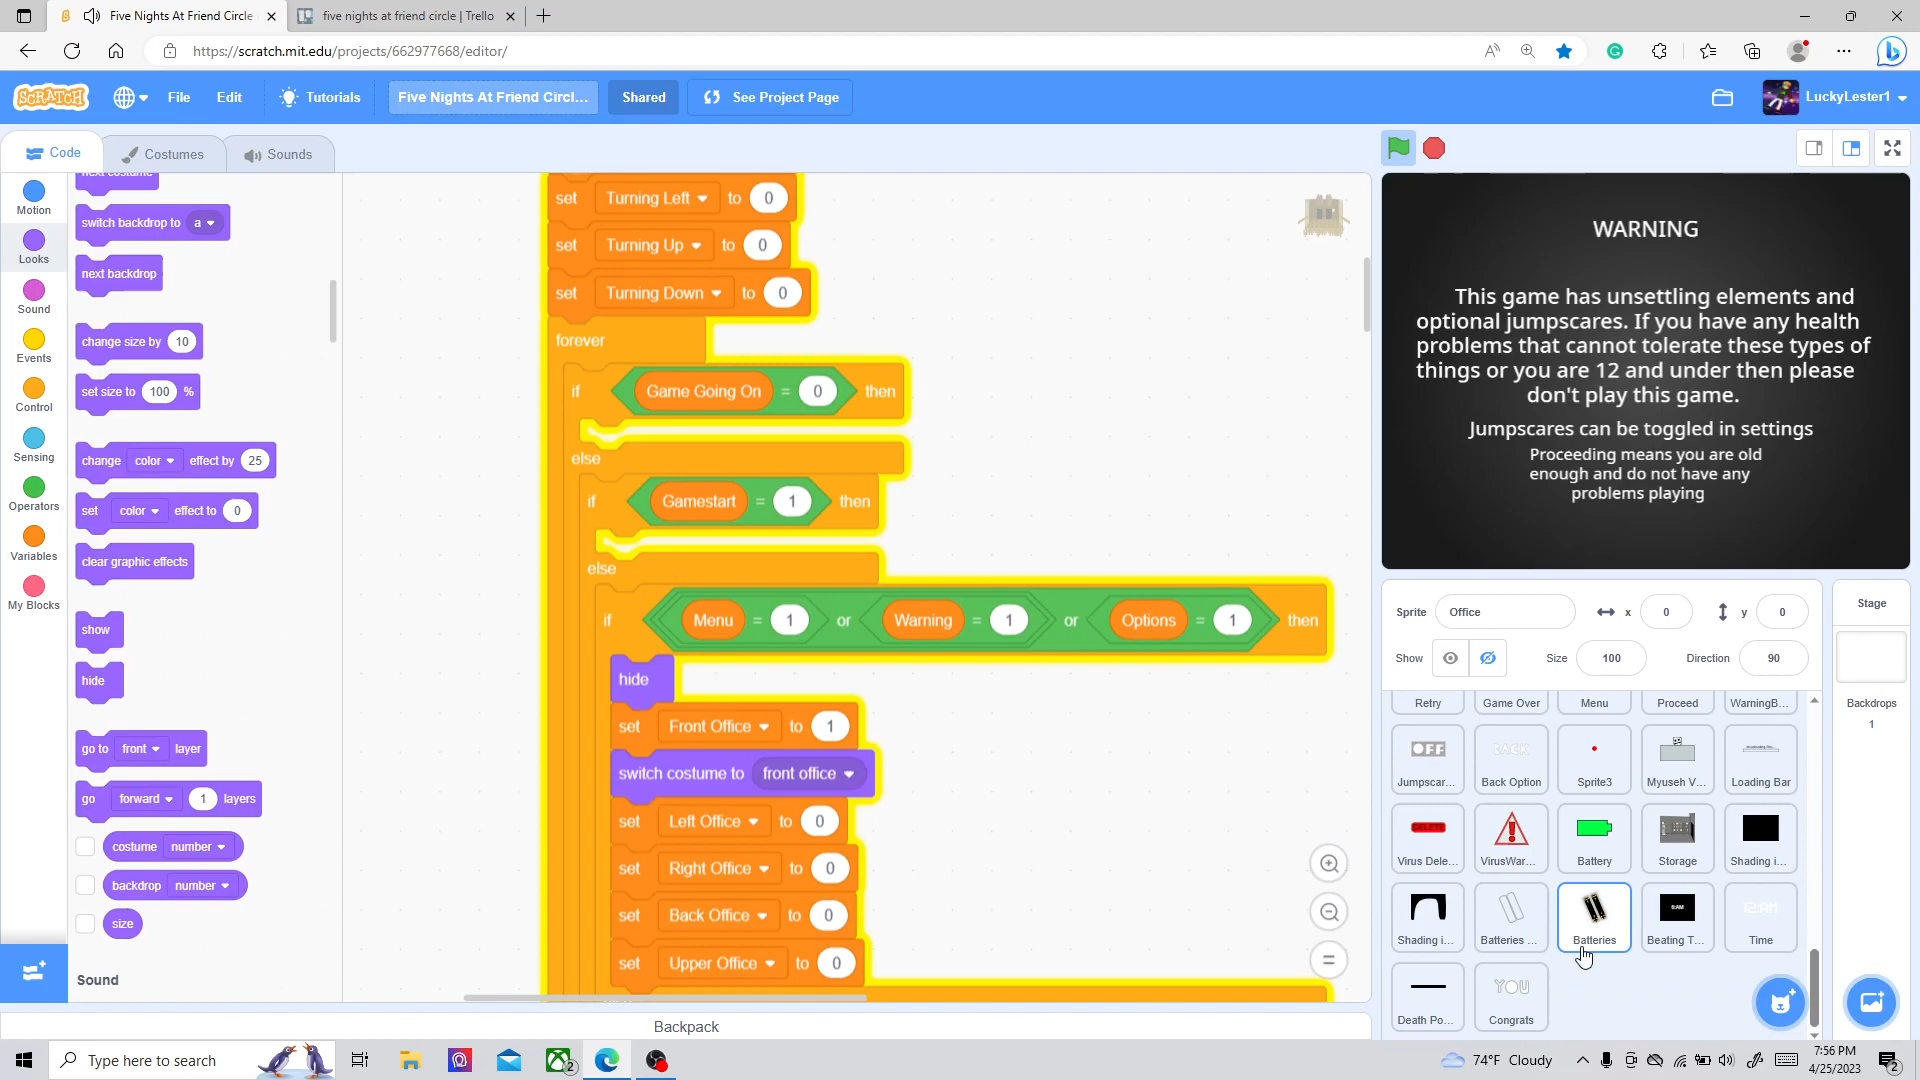 Five Nights At Friend Circle
five nights at friend circle | Trello
https://scratch.mit.edu/projects/662977668/editor/
SCRATCH
File
Edit
Tutorials
Five Nights At Friend Circl...
Shared
See Project Page
LuckyLester1
Code
Costumes
Sounds
Motion
Looks
Sound
Events
Control
Sensing
Operators
Variables
My Blocks
next costume
switch backdrop to a
next backdrop
change size by 10
set size to 100 %
change color effect by 25
set color effect to 0
clear graphic effects
show
hide
go to front layer
go forward 1 layers
costume number
backdrop number
size
Sound
set Turning Left to 0
set Turning Up to 0
set Turning Down to 0
forever
if Game Going On = 0 then
else
if Gamestart = 1 then
else
if Menu = 1 or Warning = 1 or Options = 1 then
hide
set Front Office to 1
switch costume to front office
set Left Office to 0
set Right Office to 0
set Back Office to 0
set Upper Office to 0
Backpack
WARNING
This game has unsettling elements and
optional jumpscares. If you have any health
problems that cannot tolerate these types of
things or you are 12 and under then please
don't play this game.
Jumpscares can be toggled in settings
Proceeding means you are old
enough and do not have any
problems playing
Sprite Office x 0 y 0
Show Size 100 Direction 90
Stage
Backdrops
1
Retry Game Over Menu Proceed WarningB...
OFF BACK
Jumpscar... Back Option Sprite3 Myuseh V... Loading Bar
DELETE
Virus Dele... VirusWar... Battery Storage Shading i...
6:AM 12:AM
Shading i... Batteries ... Batteries Beating T... Time
YOU
Death Po... Congrats
Type here to search
2
74°F Cloudy
7:56 PM
4/25/2023
2